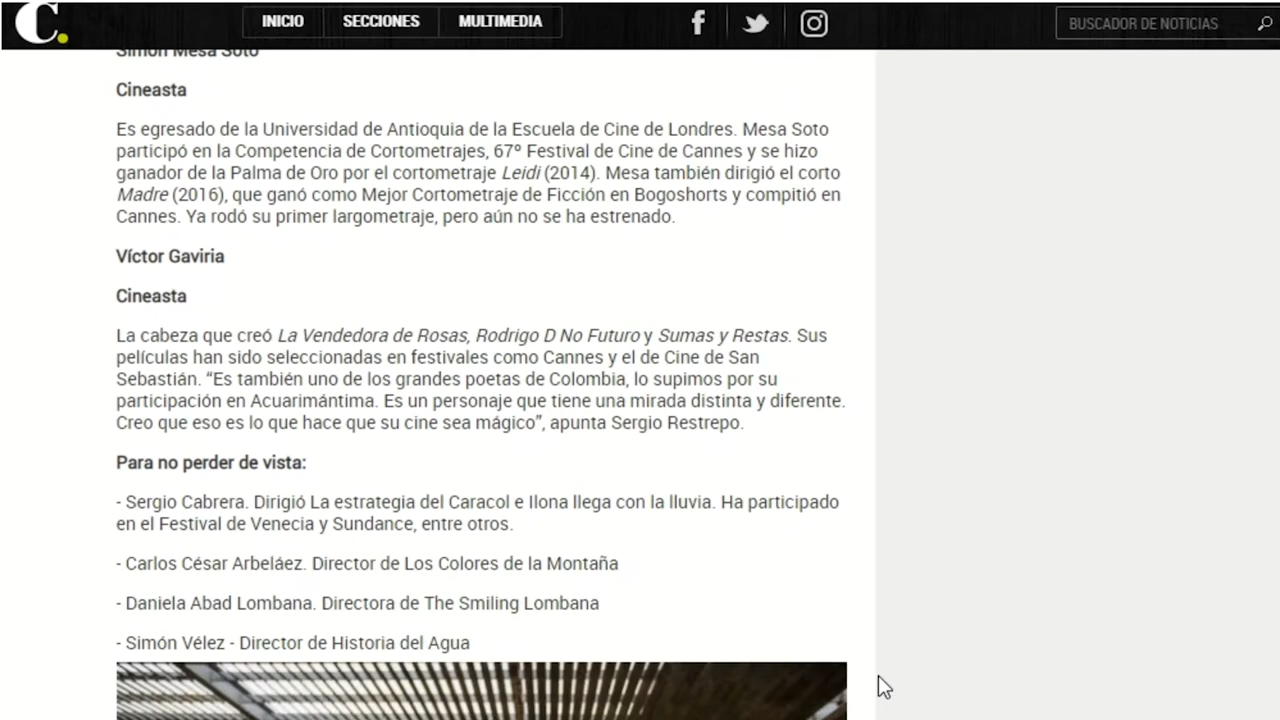 C.
INICIO
SECCIONES
MULTIMEDIA
BUSCADOR DE NOTICIAS
Simón Mesa Soto
Cineasta
Es egresado de la Universidad de Antioquia de la Escuela de Cine de Londres. Mesa Soto
participó en la Competencia de Cortometrajes, 67º Festival de Cine de Cannes y se hizo
ganador de la Palma de Oro por el cortometraje Leidi (2014). Mesa también dirigió el corto
Madre (2016), que ganó como Mejor Cortometraje de Ficción en Bogoshorts y compitió en
Cannes. Ya rodó su primer largometraje, pero aún no se ha estrenado.
Víctor Gaviria
Cineasta
La cabeza que creó La Vendedora de Rosas, Rodrigo D No Futuro y Sumas y Restas. Sus
películas han sido seleccionadas en festivales como Cannes y el de Cine de San
Sebastián. “Es también uno de los grandes poetas de Colombia, lo supimos por su
participación en Acuarimántima. Es un personaje que tiene una mirada distinta y diferente.
Creo que eso es lo que hace que su cine sea mágico”, apunta Sergio Restrepo.
Para no perder de vista:
- Sergio Cabrera. Dirigió La estrategia del Caracol e Ilona llega con la lluvia. Ha participado
en el Festival de Venecia y Sundance, entre otros.
- Carlos César Arbeláez. Director de Los Colores de la Montaña
- Daniela Abad Lombana. Directora de The Smiling Lombana
- Simón Vélez - Director de Historia del Agua